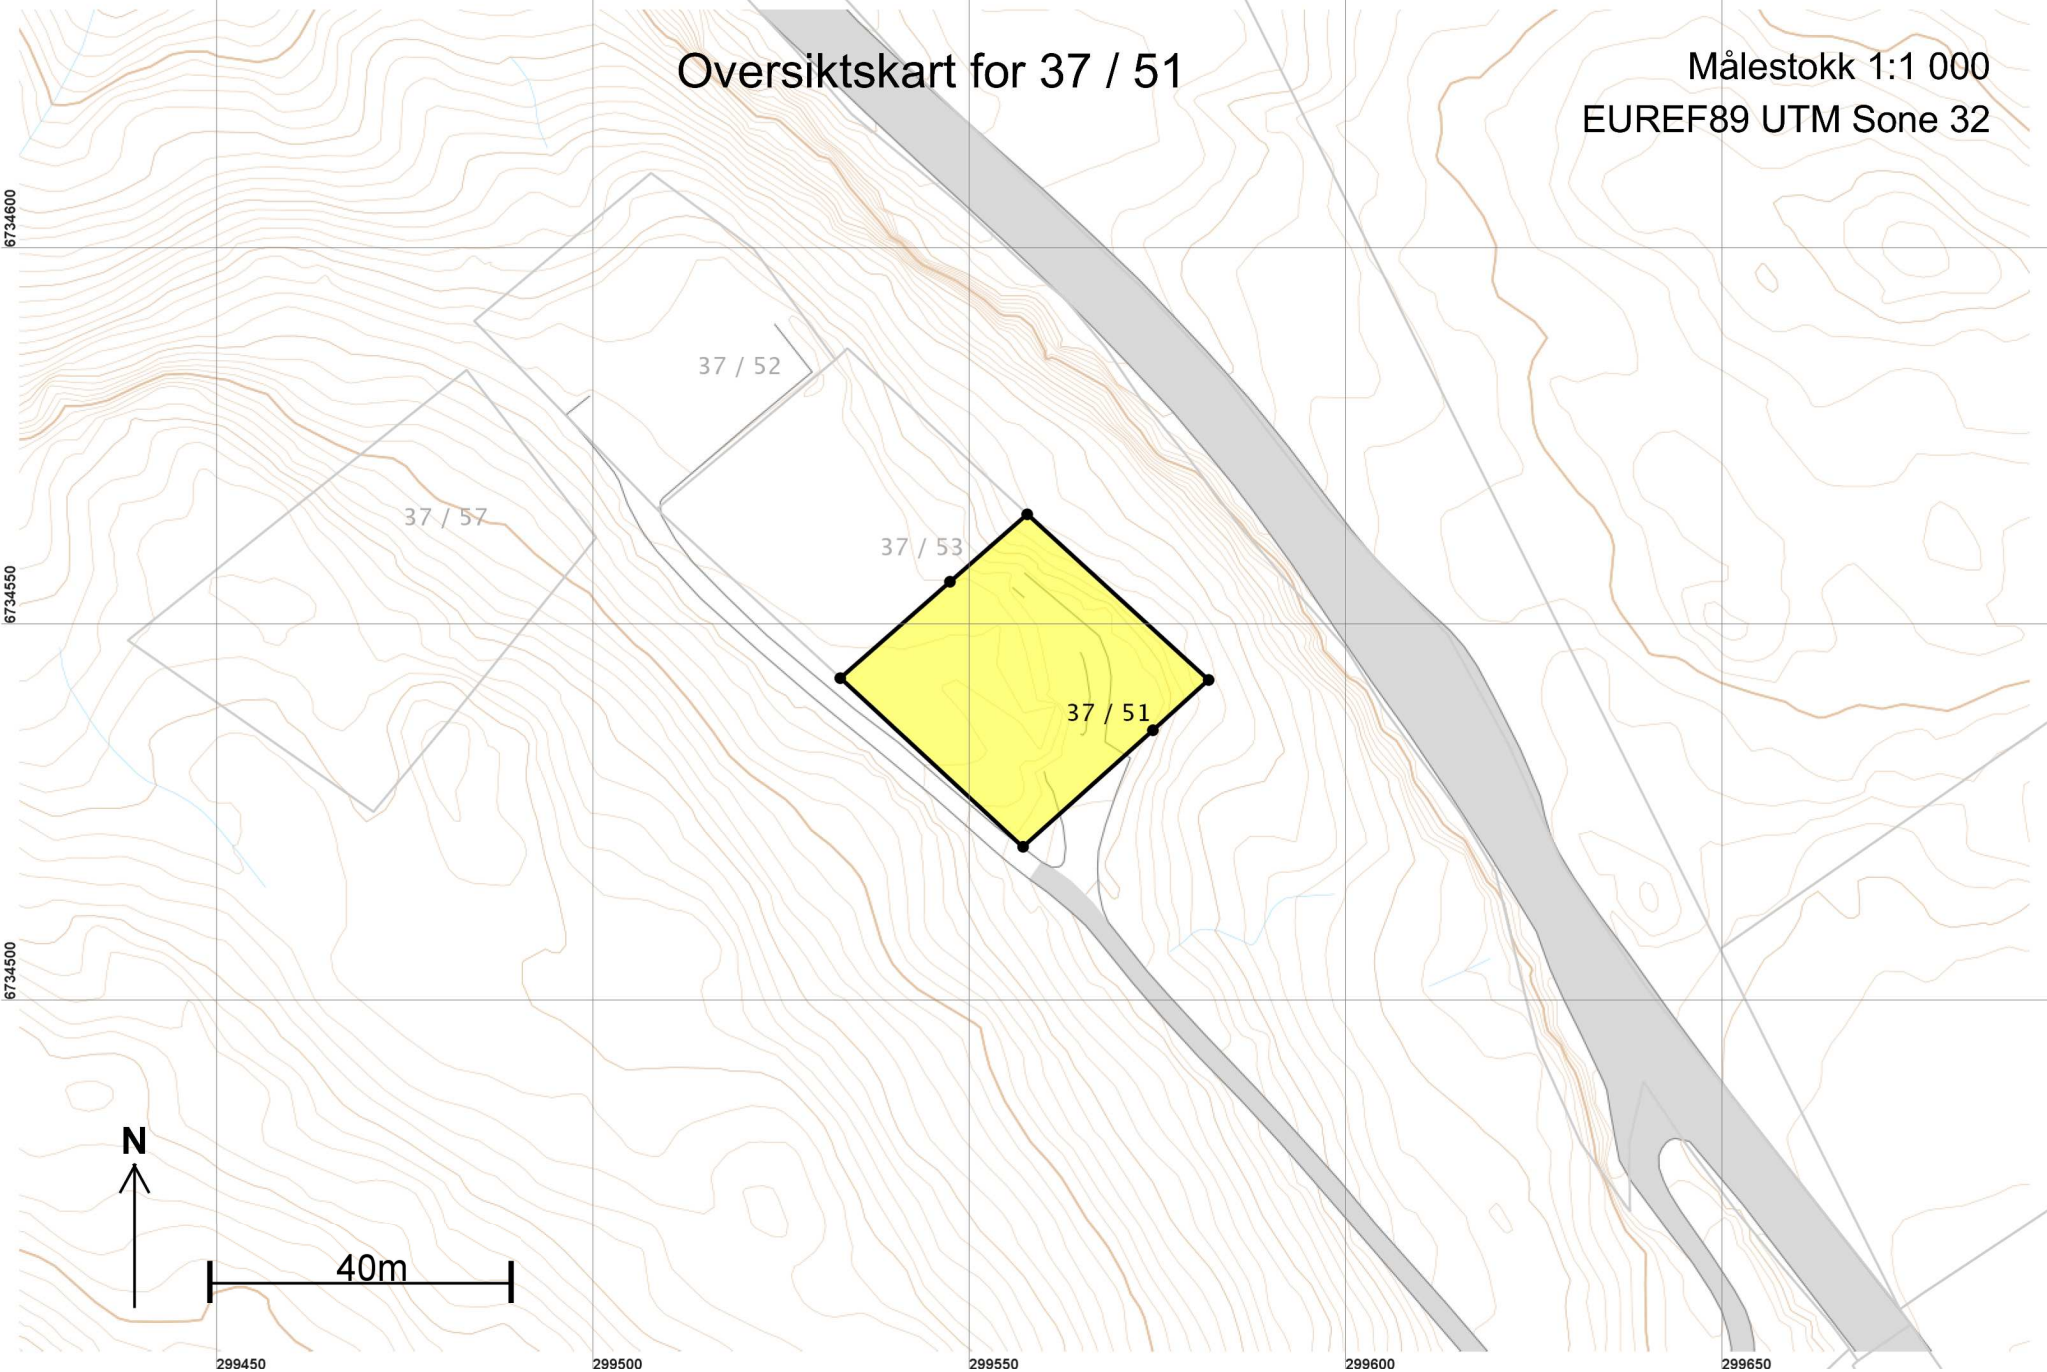 Oversiktskart for 37 / 51
Målestokk 1:1 000
EUREF89 UTM Sone 32
6734600
37 / 52
37 / 57
37 / 53
6734550
37 / 51
6734500
N
40m
299450
299500
299550
299600
299650